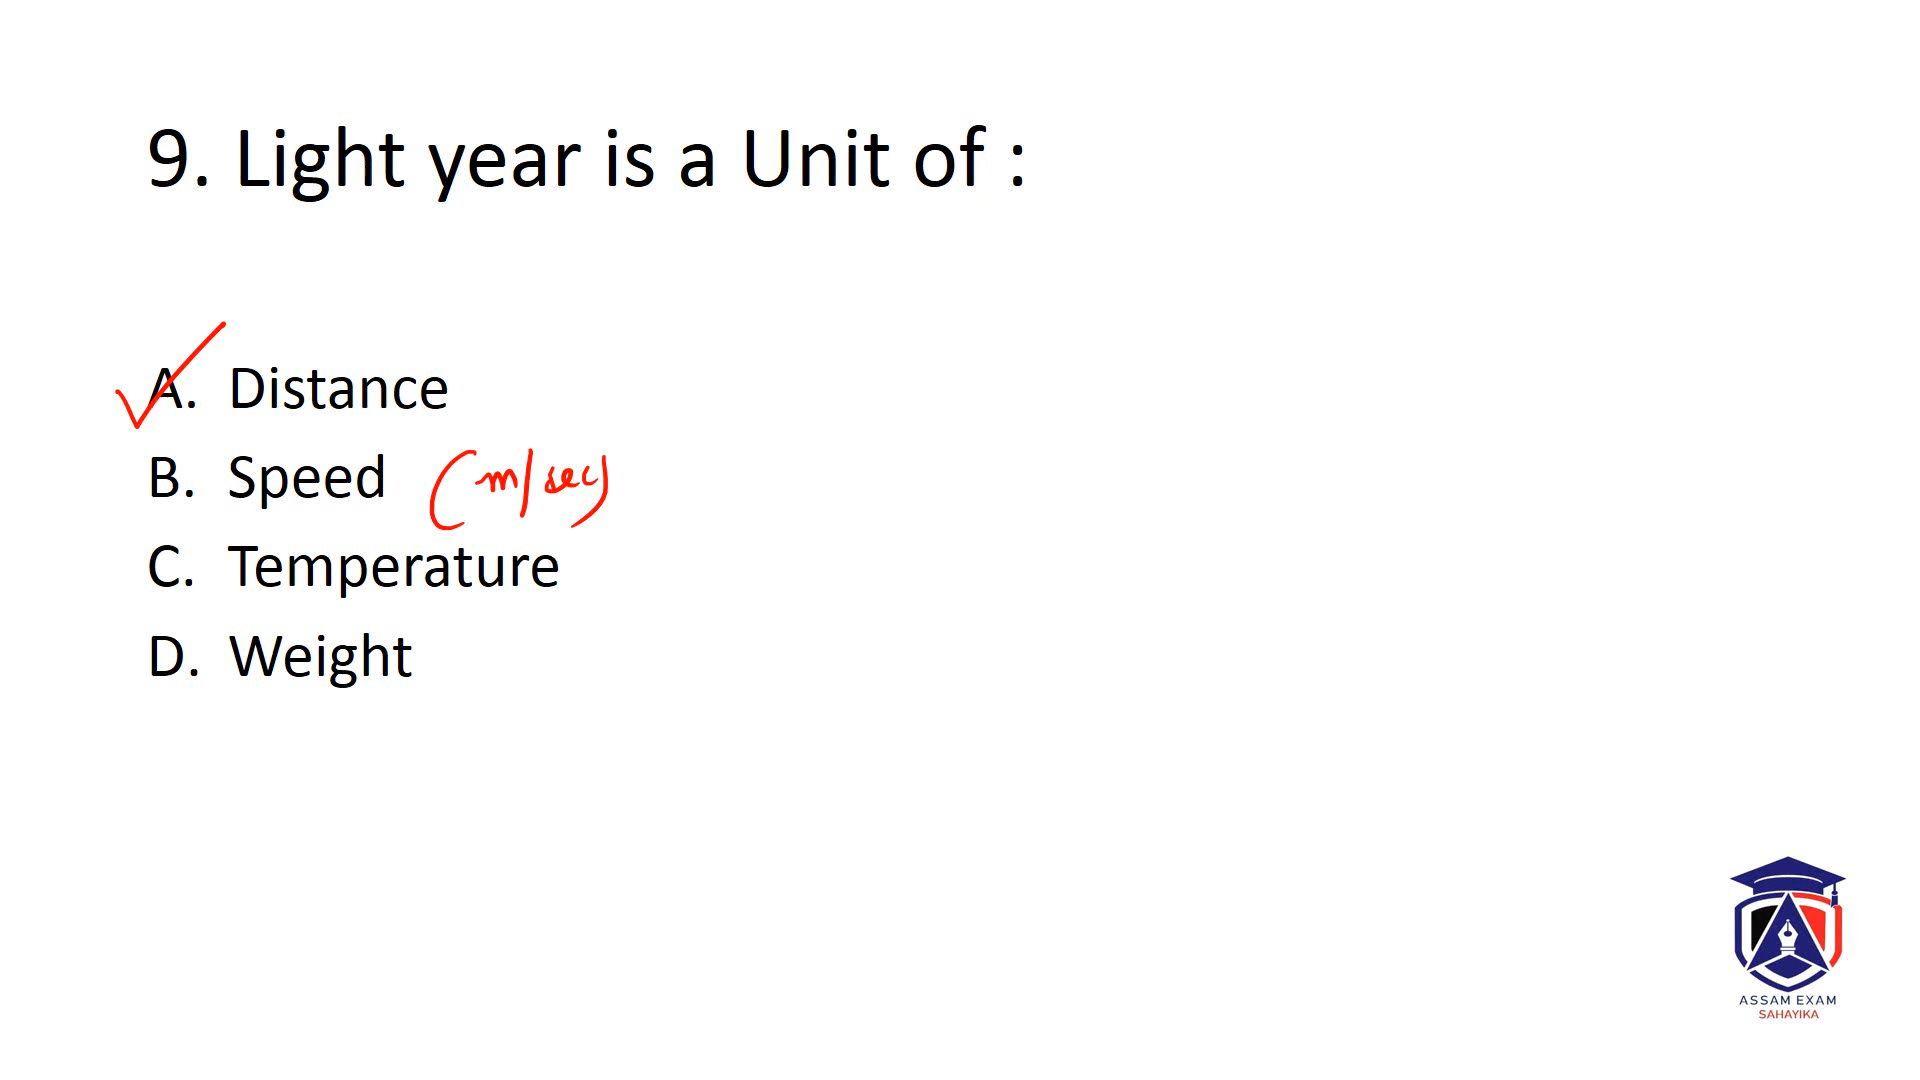 9. Light year is a Unit of :
A. Distance
B. Speed (m/sec)
C. Temperature
D. Weight
ASSAM EXAM
SAHAYIKA